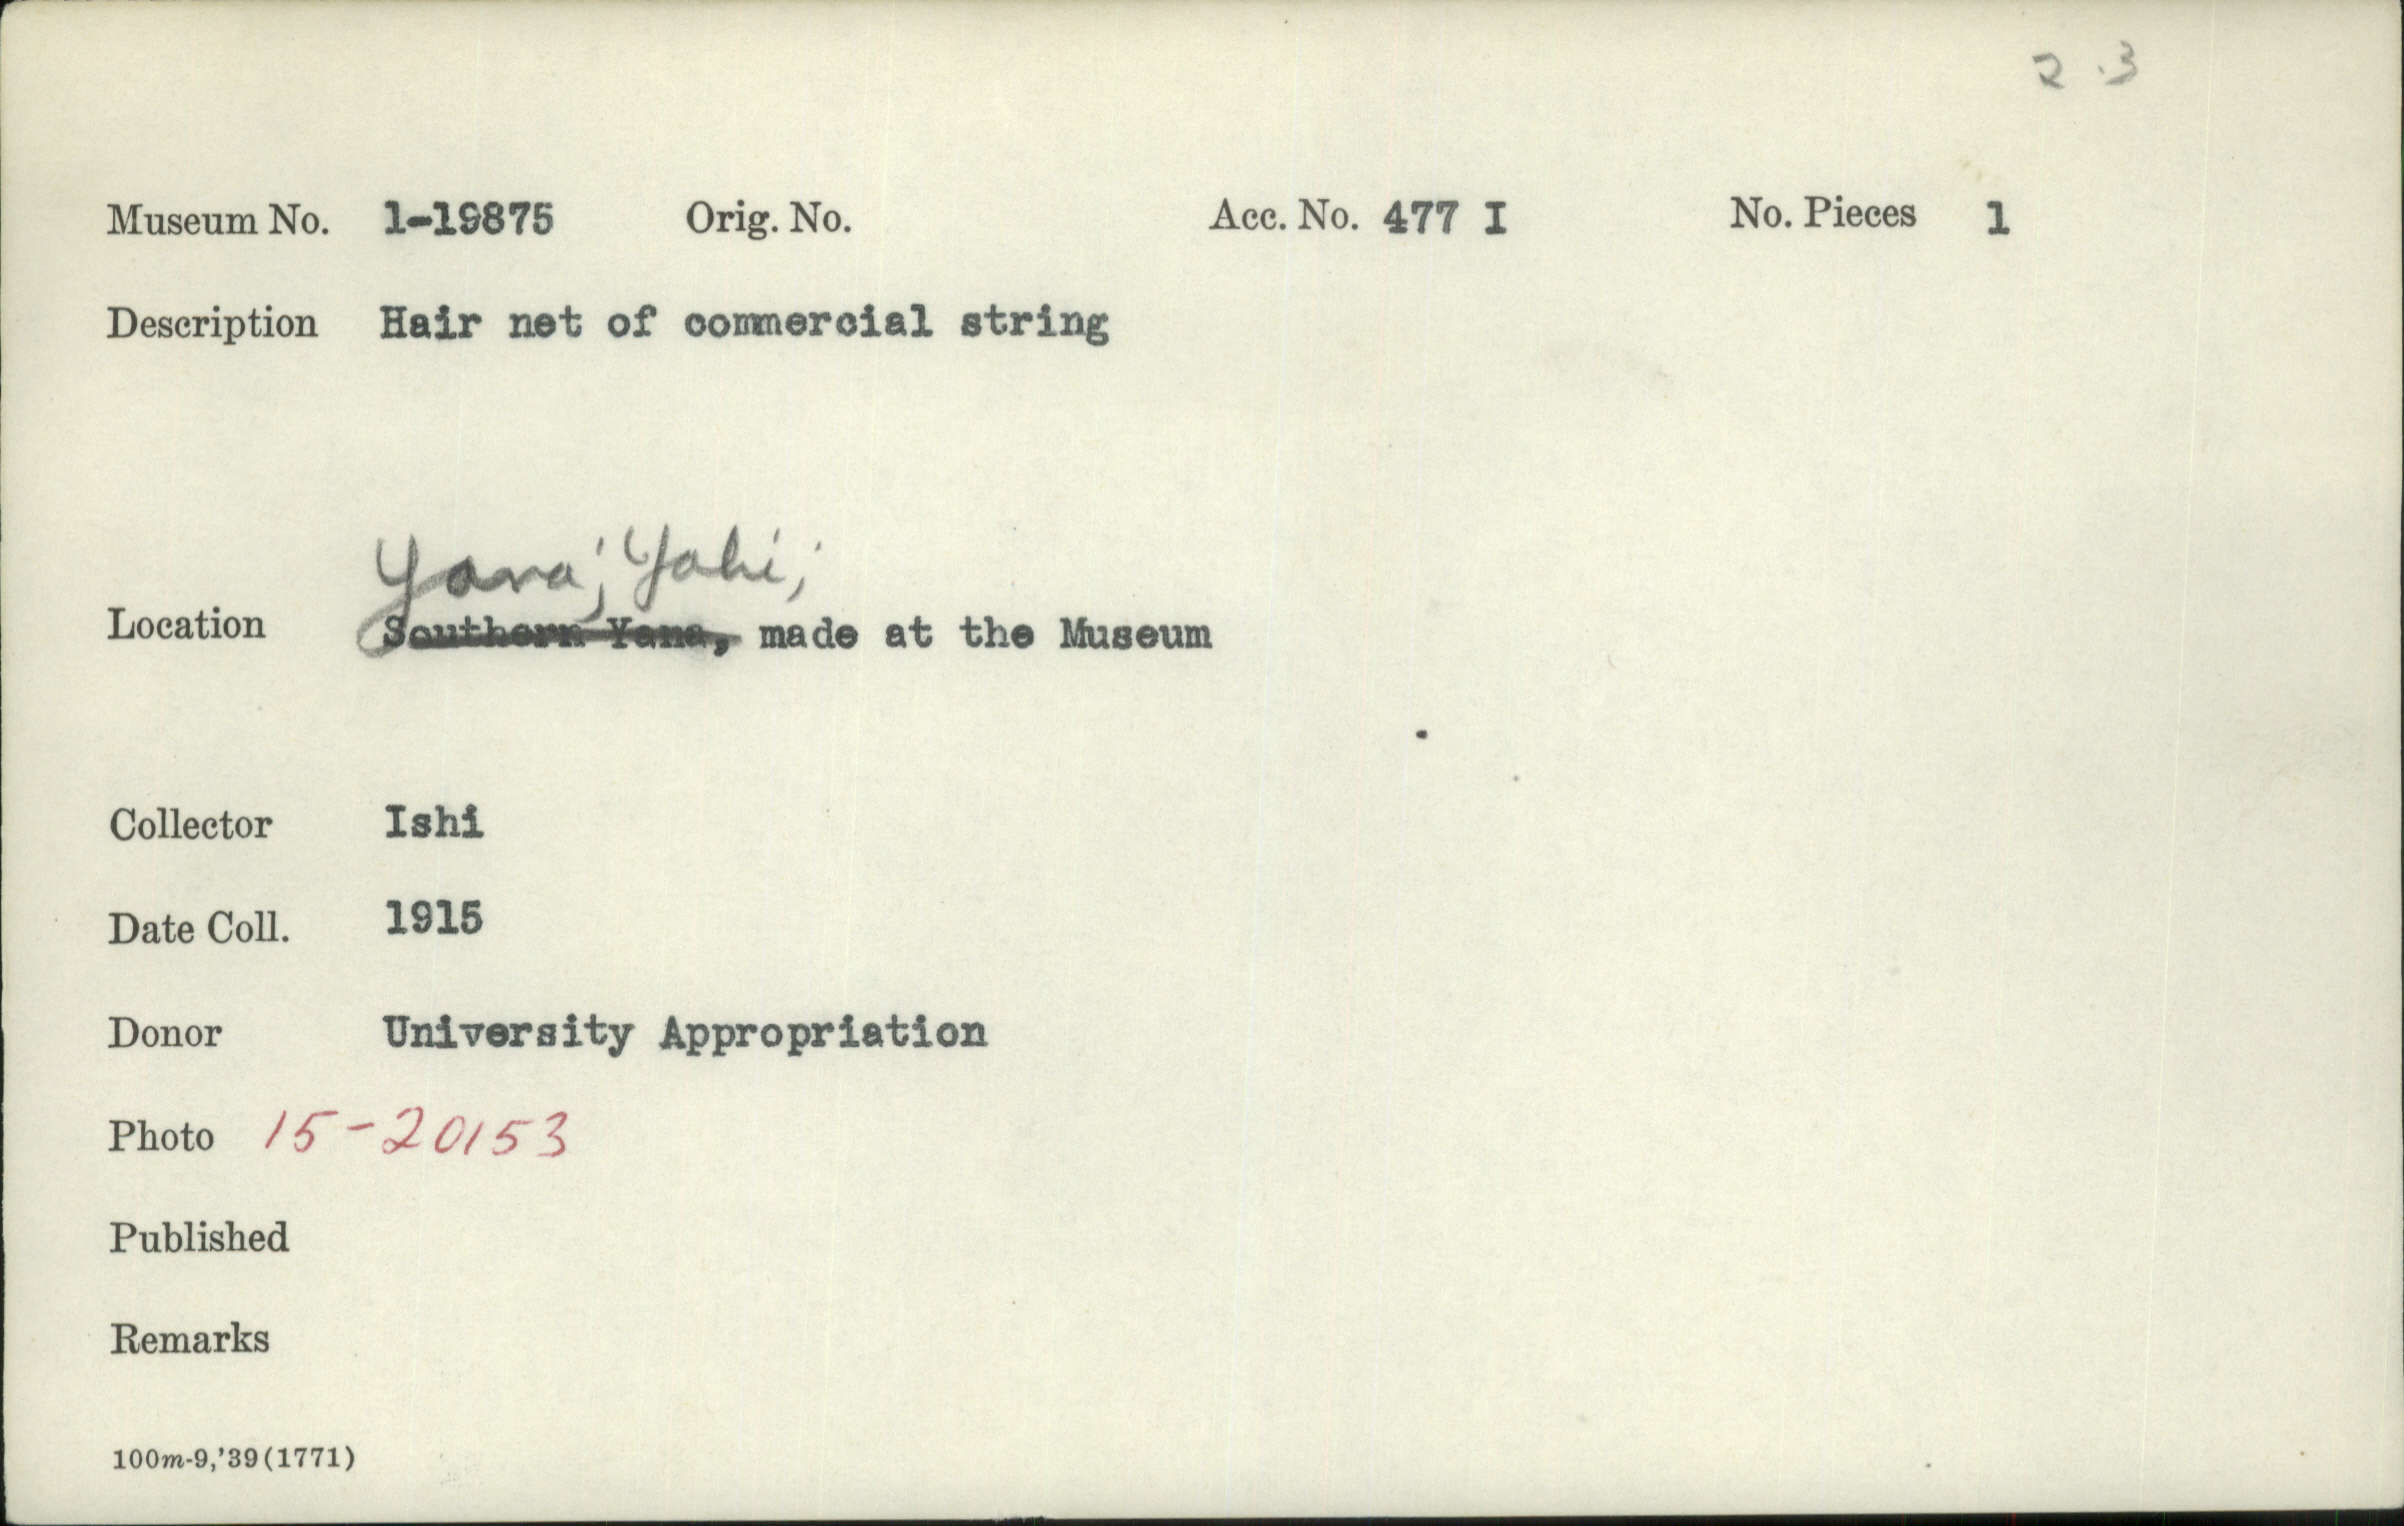 2 .3
Museum No. 1-19875 Orig. No. Acc. No. 477 I No. Pieces 1
Description Hair net of commercial string
Yana; Yahi;
Location Southern Yana, made at the Museum
Collector Ishi
Date Coll. 1915
Donor University Appropriation
Photo 15-20153
Published
Remarks
100m-9,'39(1771)